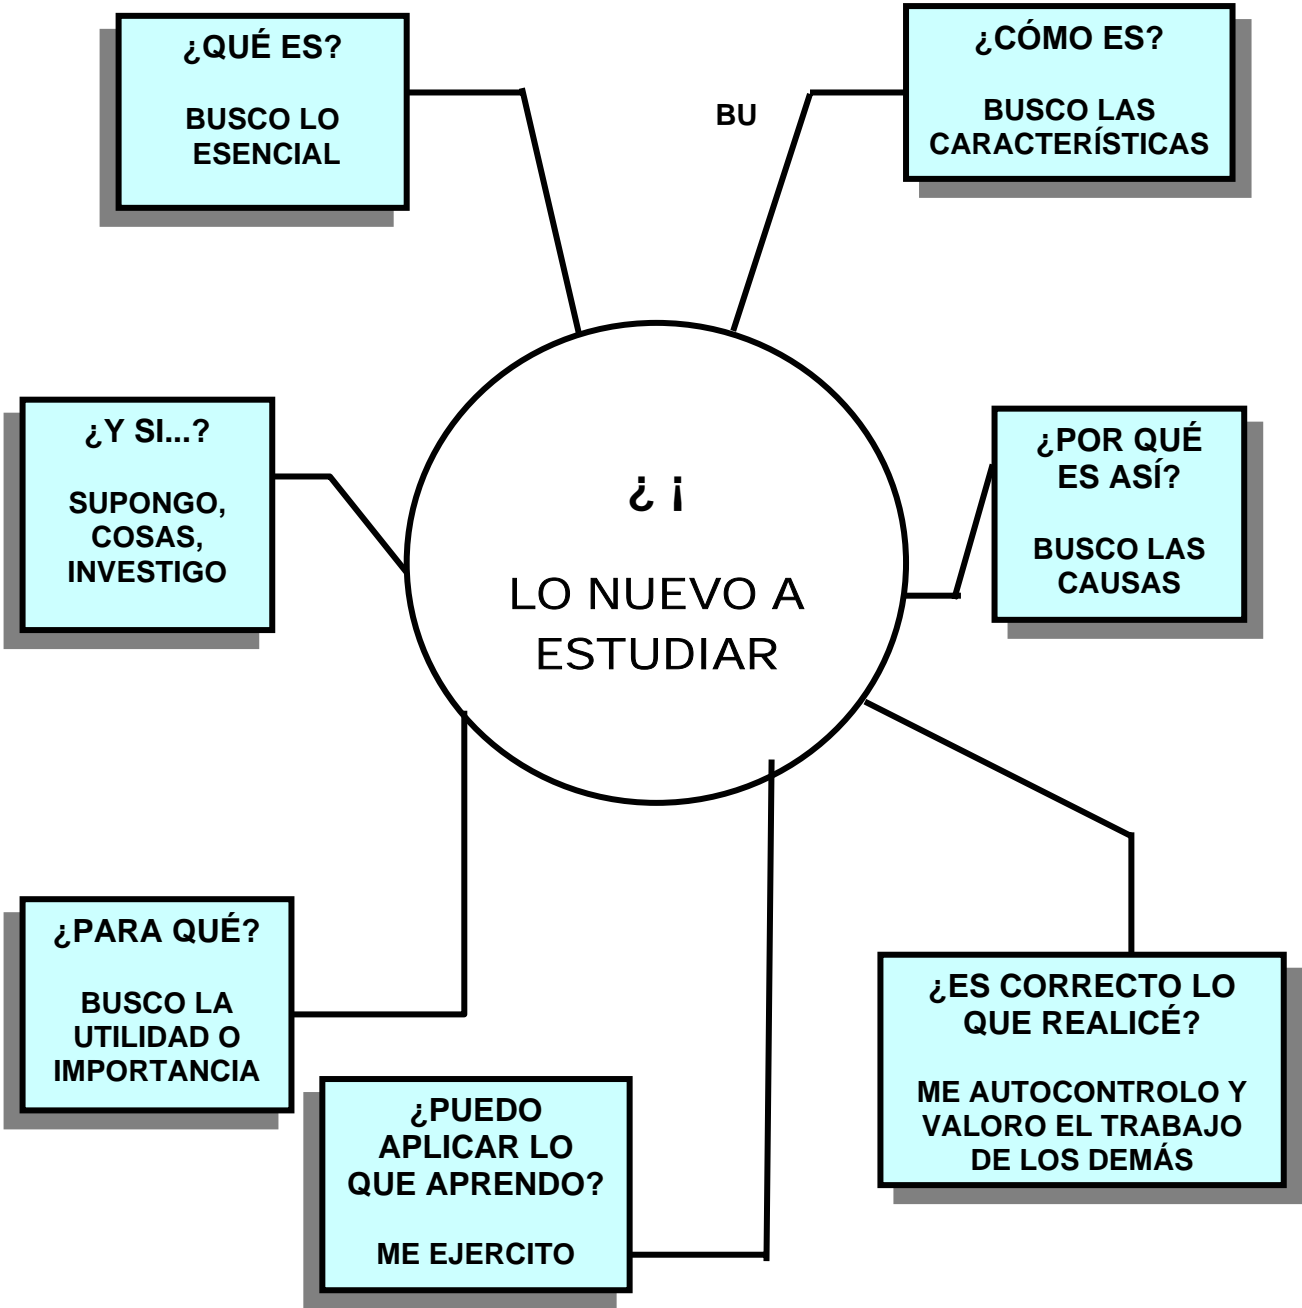 ¿QUÉ ES?
BUSCO LO
ESENCIAL
BU
¿CÓMO ES?
BUSCO LAS
CARACTERÍSTICAS
¿Y SI...?
SUPONGO,
COSAS,
INVESTIGO
¿ ¡
LO NUEVO A
ESTUDIAR
¿POR QUÉ
ES ASÍ?
BUSCO LAS
CAUSAS
¿PARA QUÉ?
BUSCO LA
UTILIDAD O
IMPORTANCIA
¿PUEDO
APLICAR LO
QUE APRENDO?
ME EJERCITO
¿ES CORRECTO LO
QUE REALICÉ?
ME AUTOCONTROLO Y
VALORO EL TRABAJO
DE LOS DEMÁS